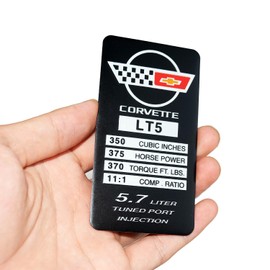 CORVETTE
LT5
350 CUBIC INCHES
375 HORSE POWER
370 TORQUE FT. LBS.
11:1 COMP. RATIO
5.7 LITER
TUNED PORT
INJECTION